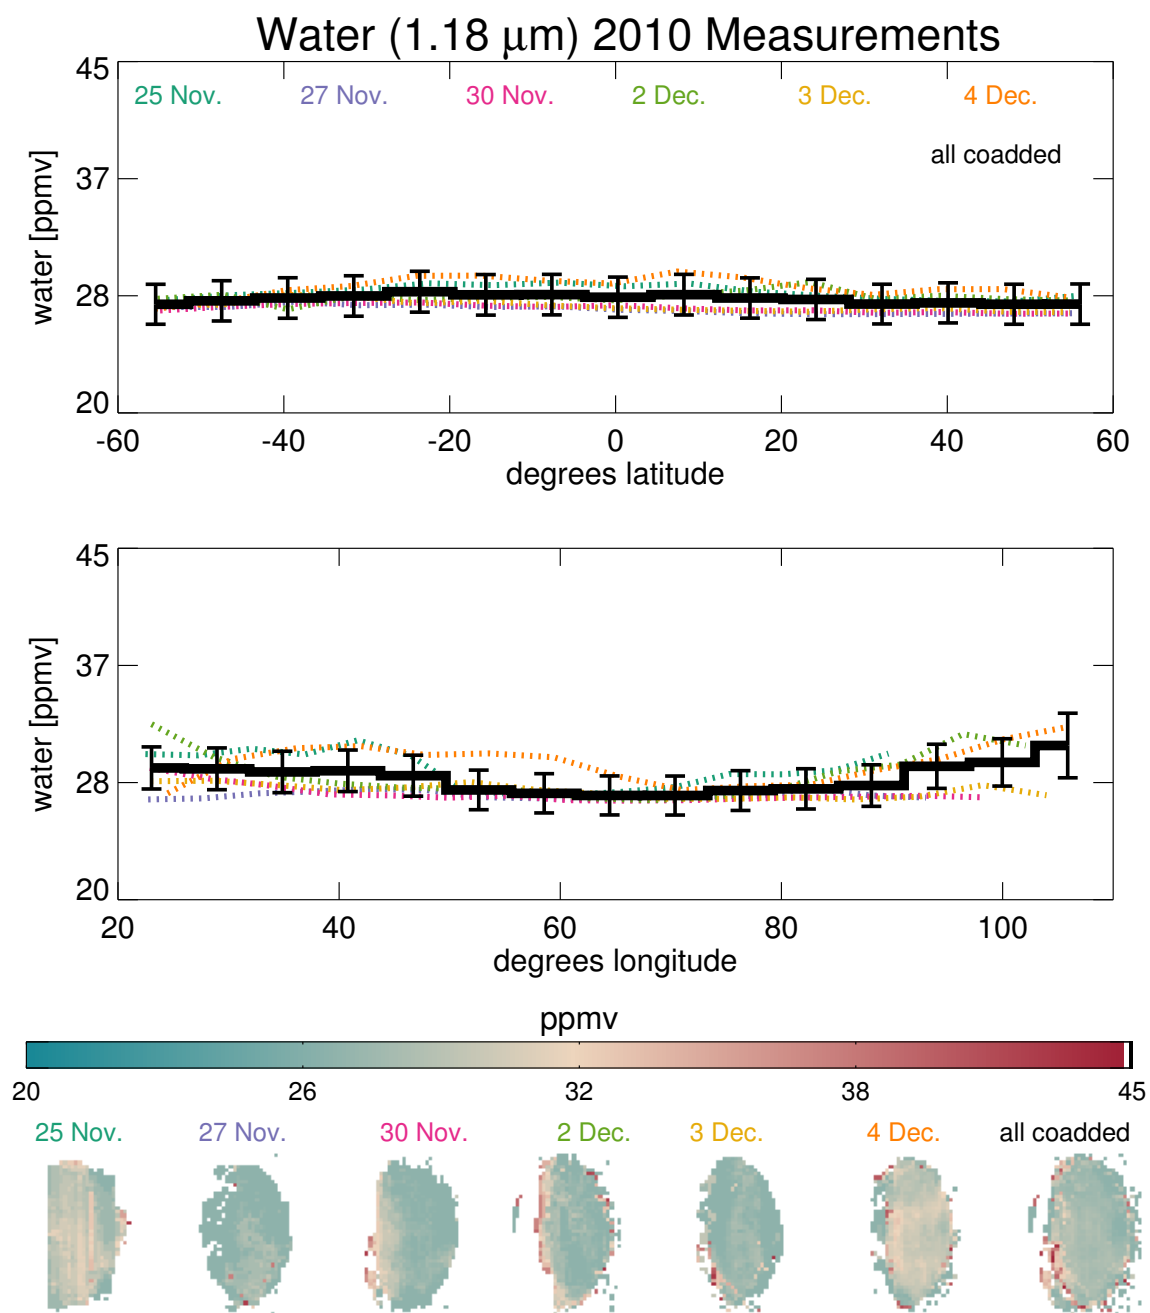 Water (1.18 μm) 2010 Measurements
45
25 Nov. 27 Nov. 30 Nov. 2 Dec. 3 Dec. 4 Dec.
all coadded
37
water [ppmv]
28
20
-60 -40 -20 0 20 40 60
degrees latitude
45
37
water [ppmv]
28
20
20 40 60 80 100
degrees longitude
ppmv
20 26 32 38 45
25 Nov. 27 Nov. 30 Nov. 2 Dec. 3 Dec. 4 Dec. all coadded